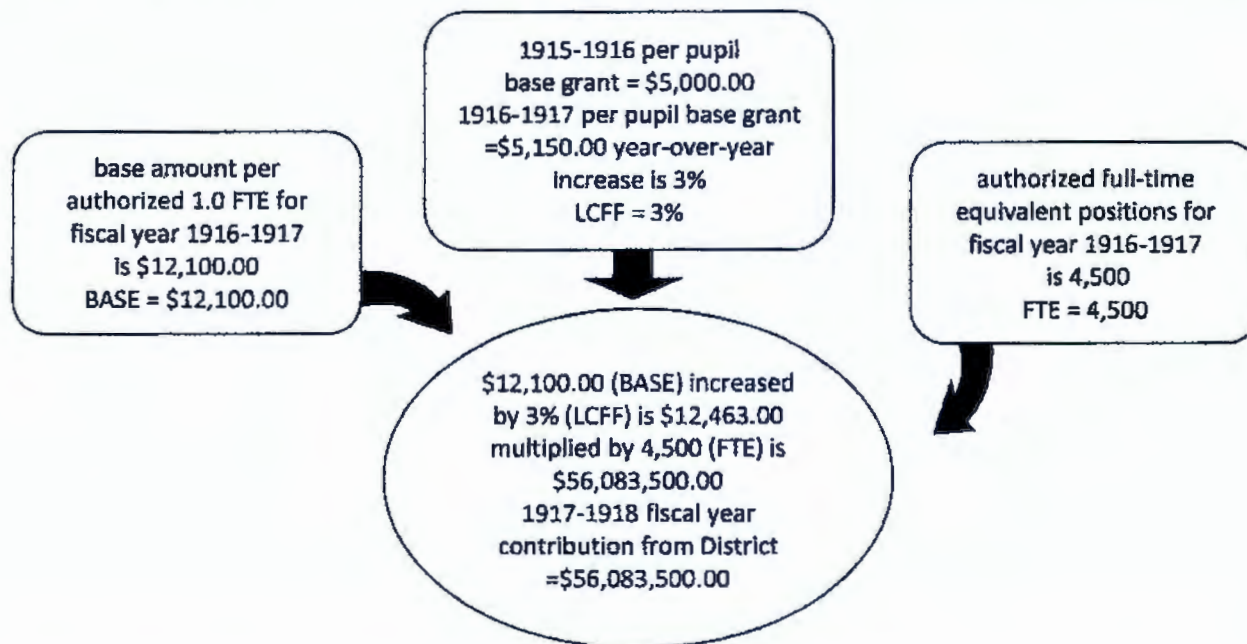 1915-1916 per pupil
base grant = $5,000.00
1916-1917 per pupil base grant
=$5,150.00 year-over-year
increase is 3%
LCFF = 3%
base amount per
authorized 1.0 FTE for
fiscal year 1916-1917
is $12,100.00
BASE = $12,100.00
authorized full-time
equivalent positions for
fiscal year 1916-1917
is 4,500
FTE = 4,500
$12,100.00 (BASE) increased
by 3% (LCFF) is $12,463.00
multiplied by 4,500 (FTE) is
$56,083,500.00
1917-1918 fiscal year
contribution from District
=$56,083,500.00